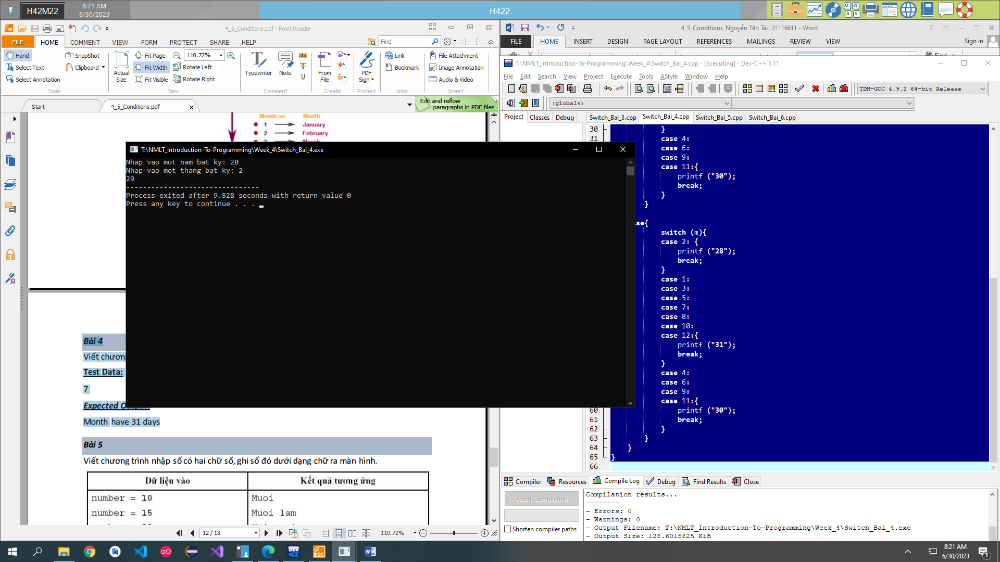 H42M22
8:21 AM
6/30/2023
H422
4_5_Conditions.pdf - Foxit Reader
FILE HOME COMMENT VIEW FORM PROTECT SHARE HELP
Find
Hand
Select Text
Select Annotation
SnapShot
Clipboard
Tools
Actual Size
Fit Page
Fit Width
Fit Visible
110.72%
Rotate Left
Rotate Right
View
Typewriter
Note
Comment
From File
Create
PDF Sign
Protect
Link
Bookmark
Links
File Attachment
Image Annotation
Audio & Video
Insert
Start
4_5_Conditions.pdf
Edit and reflow
paragraphs in PDF files
Month no. Month
1 January
2 February
Bài 4
Test Data:
7
Month have 31 days
Bài 5
Viết chương trình nhập số có hai chữ số, ghi số đó dưới dạng chữ ra màn hình.
Dữ liệu vào Kết quả tương ứng
number = 10 Muoi
number = 15 Muoi lam
12 / 13
110.72%
T:\NMLT_Introduction-To-Programming\Week_4\Switch_Bai_4.exe
Nhap vao mot nam bat ky: 20
Nhap vao mot thang bat ky: 2
29
--------------------------------
Process exited after 9.528 seconds with return value 0
Press any key to continue . . .
4_5_Conditions_Nguyễn Tấn Tài_ 21116611 - Word
FILE HOME INSERT DESIGN PAGE LAYOUT REFERENCES MAILINGS REVIEW VIEW
Sign in
T:\NMLT_Introduction-To-Programming\Week_4\Switch_Bai_4.cpp - [Executing] - Dev-C++ 5.11
File Edit Search View Project Execute Tools AStyle Window Help
TDM-GCC 4.9.2 64-bit Release
(globals)
Project Classes Debug
Switch_Bai_3.cpp Switch_Bai_4.cpp Switch_Bai_5.cpp Switch_Bai_6.cpp
30 }
31 case 4:
case 6:
case 9:
case 11:{
printf ("30");
break;
}
}
se{
switch (m){
case 2: {
printf ("28");
break;
}
case 1:
case 3:
case 5:
case 7:
case 8:
case 10:
case 12:{
printf ("31");
break;
}
case 4:
case 6:
case 9:
case 11:{
60 printf ("30");
61 break;
62 }
63 }
64 }
65 }
66
Compiler Resources Compile Log Debug Find Results Close
Abort Compilation
Shorten compiler paths
Compilation results...
--------
- Errors: 0
- Warnings: 0
- Output Filename: T:\NMLT_Introduction-To-Programming\Week_4\Switch_Bai_4.exe
- Output Size: 128.6015625 KiB
8:21 AM
6/30/2023